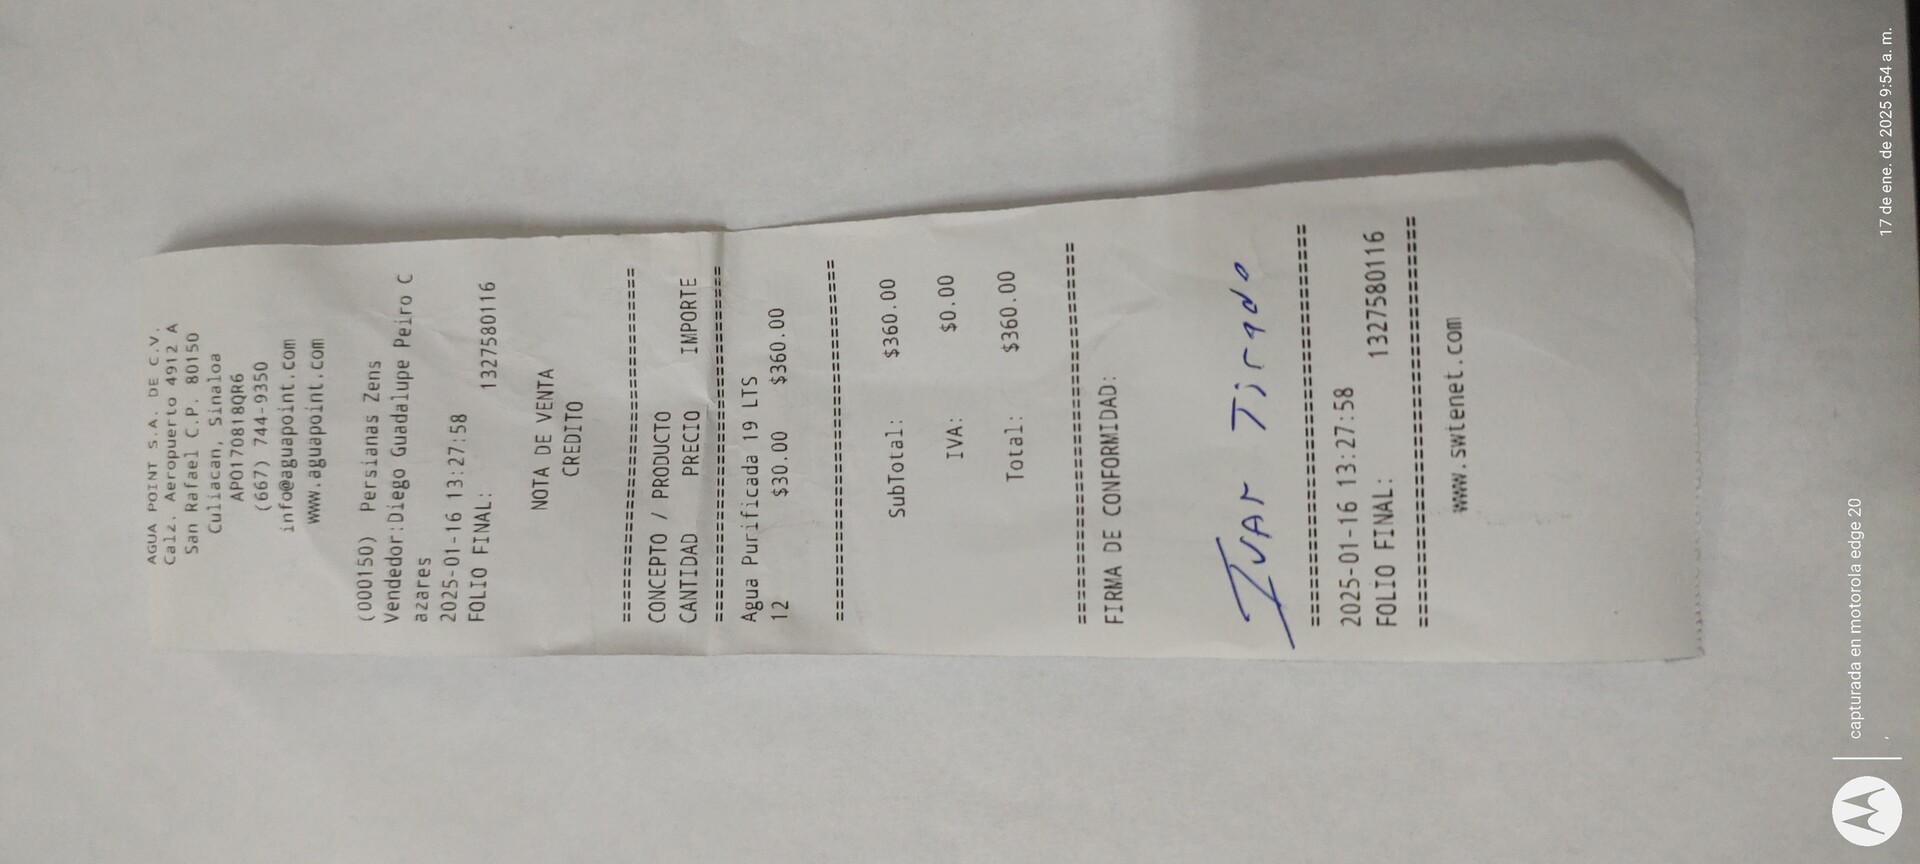 AGUA POINT S.A. DE C.V.
Calz. Aeropuerto 4912 A
San Rafael C.P. 80150
Culiacan, Sinaloa
APO170818QR6
(667) 744-9350
info@aguapoint.com
www.aguapoint.com
(000150) Persianas Zens
Vendedor:Diego Guadalupe Peiro C
azares
2025-01-16 13:27:58
FOLIO FINAL: 1327580116
NOTA DE VENTA
CREDITO
================================
CONCEPTO / PRODUCTO
CANTIDAD PRECIO IMPORTE
================================
Agua Purificada 19 LTS
12 $30.00 $360.00
================================
SubTotal: $360.00
IVA: $0.00
Total: $360.00
================================
FIRMA DE CONFORMIDAD:
Ivar Tirado
================================
2025-01-16 13:27:58
FOLIO FINAL: 1327580116
================================
www.swtenet.com
capturada en motorola edge 20
,
17 de ene. de 2025 9:54 a. m.